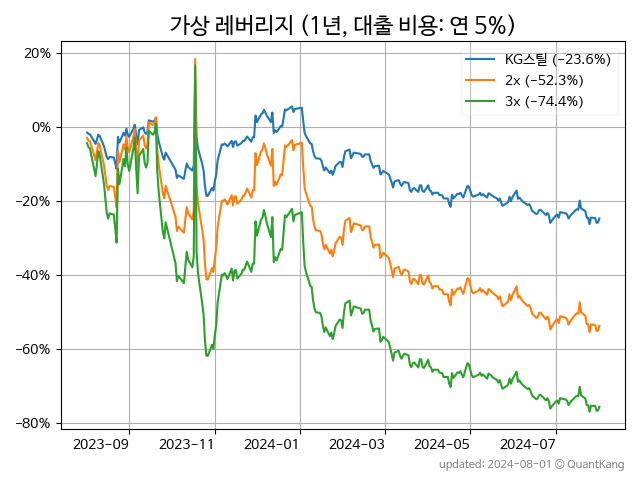 가상 레버리지 (1년, 대출 비용: 연 5%)
KG스틸 (−23.6%)
2x (−52.3%)
3x (−74.4%)
20%
0%
−20%
−40%
−60%
−80%
2023-09
2023-11
2024-01
2024-03
2024-05
2024-07
updated: 2024-08-01 © QuantKang